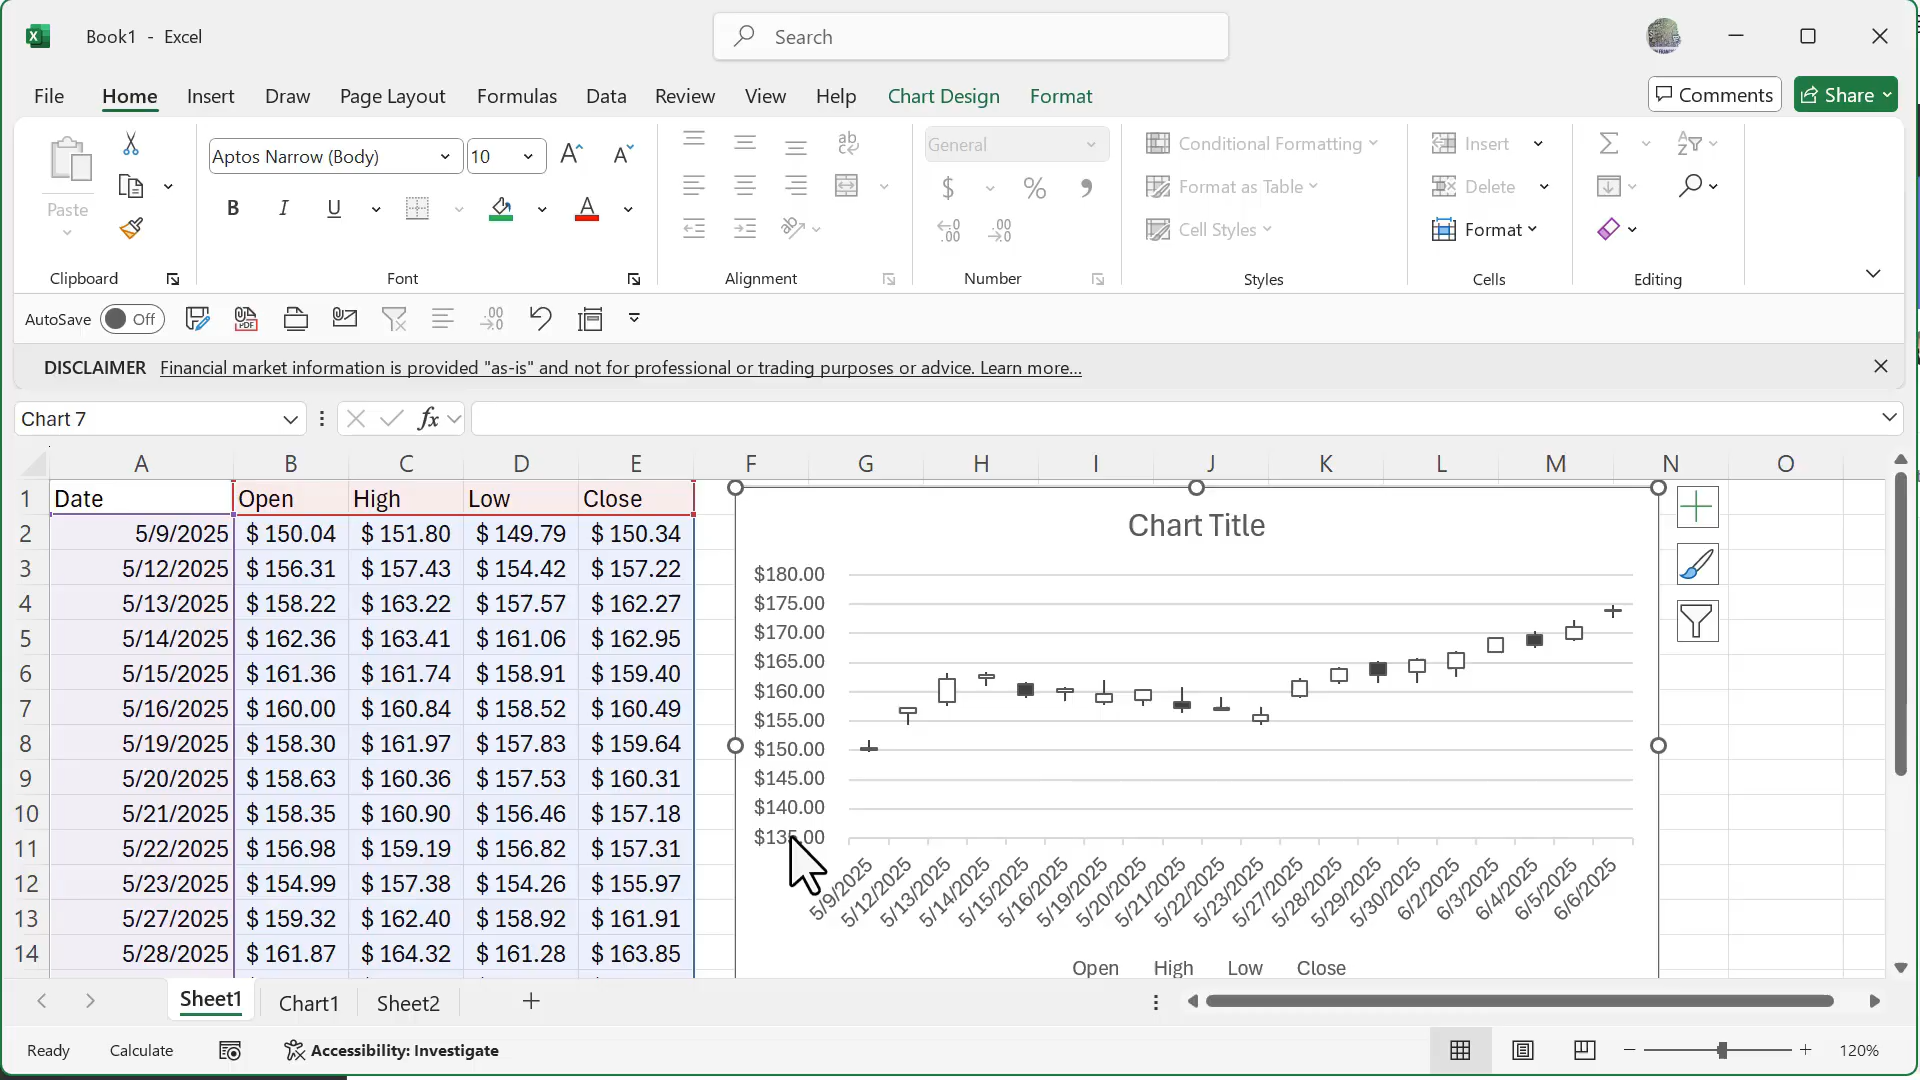 Book1 - Excel
Search
File Home Insert Draw Page Layout Formulas Data Review View Help Chart Design Format Comments Share
Aptos Narrow (Body) 10
Paste
B I U
Clipboard Font
ab
Alignment
General
$ % ,
.00
.00
Number
Conditional Formatting
Format as Table
Cell Styles
Styles
Insert
Delete
Format
Cells
Editing
AutoSave Off PDF .00
DISCLAIMER Financial market information is provided "as-is" and not for professional or trading purposes or advice. Learn more...
Chart 7 fx
A B C D E F G H I J K L M N O
1 Date Open High Low Close
2 5/9/2025 $ 150.04 $ 151.80 $ 149.79 $ 150.34
3 5/12/2025 $ 156.31 $ 157.43 $ 154.42 $ 157.22
4 5/13/2025 $ 158.22 $ 163.22 $ 157.57 $ 162.27
5 5/14/2025 $ 162.36 $ 163.41 $ 161.06 $ 162.95
6 5/15/2025 $ 161.36 $ 161.74 $ 158.91 $ 159.40
7 5/16/2025 $ 160.00 $ 160.84 $ 158.52 $ 160.49
8 5/19/2025 $ 158.30 $ 161.97 $ 157.83 $ 159.64
9 5/20/2025 $ 158.63 $ 160.36 $ 157.53 $ 160.31
10 5/21/2025 $ 158.35 $ 160.90 $ 156.46 $ 157.18
11 5/22/2025 $ 156.98 $ 159.19 $ 156.82 $ 157.31
12 5/23/2025 $ 154.99 $ 157.38 $ 154.26 $ 155.97
13 5/27/2025 $ 159.32 $ 162.40 $ 158.92 $ 161.91
14 5/28/2025 $ 161.87 $ 164.32 $ 161.28 $ 163.85
Chart Title
$180.00
$175.00
$170.00
$165.00
$160.00
$155.00
$150.00
$145.00
$140.00
$135.00
5/9/2025
5/12/2025
5/13/2025
5/14/2025
5/15/2025
5/16/2025
5/19/2025
5/20/2025
5/21/2025
5/22/2025
5/23/2025
5/27/2025
5/28/2025
5/29/2025
5/30/2025
6/2/2025
6/3/2025
6/4/2025
6/5/2025
6/6/2025
Open High Low Close
Sheet1 Chart1 Sheet2
Ready Calculate Accessibility: Investigate 120%